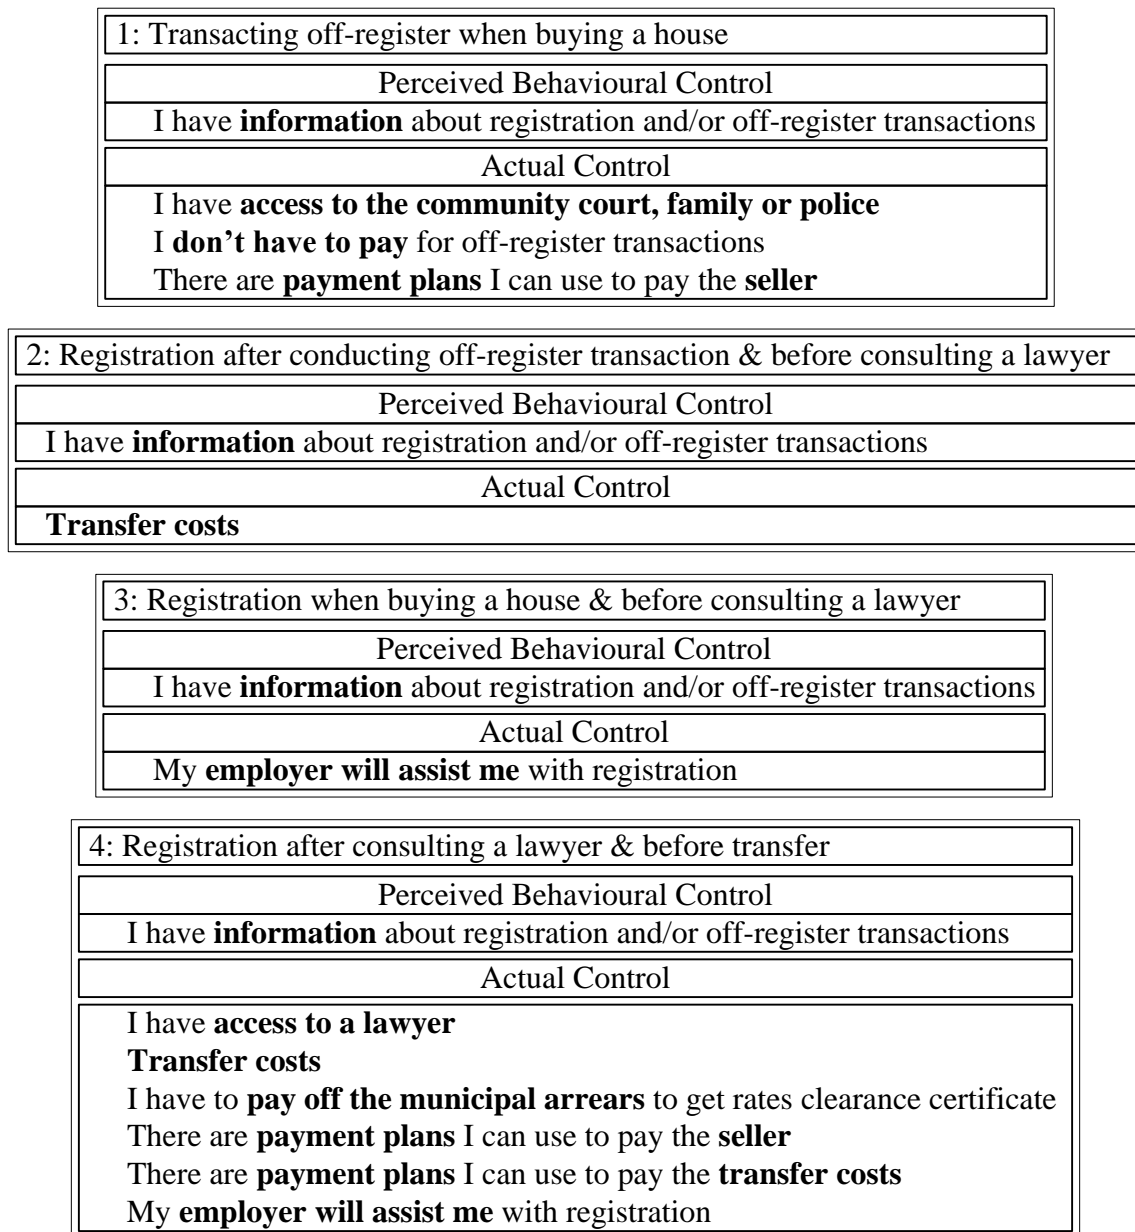 1: Transacting off-register when buying a house
Perceived Behavioural Control
I have information about registration and/or off-register transactions
Actual Control
I have access to the community court, family or police
I don’t have to pay for off-register transactions
There are payment plans I can use to pay the seller
2: Registration after conducting off-register transaction & before consulting a lawyer
Perceived Behavioural Control
I have information about registration and/or off-register transactions
Actual Control
Transfer costs
3: Registration when buying a house & before consulting a lawyer
Perceived Behavioural Control
I have information about registration and/or off-register transactions
Actual Control
My employer will assist me with registration
4: Registration after consulting a lawyer & before transfer
Perceived Behavioural Control
I have information about registration and/or off-register transactions
Actual Control
I have access to a lawyer
Transfer costs
I have to pay off the municipal arrears to get rates clearance certificate
There are payment plans I can use to pay the seller
There are payment plans I can use to pay the transfer costs
My employer will assist me with registration